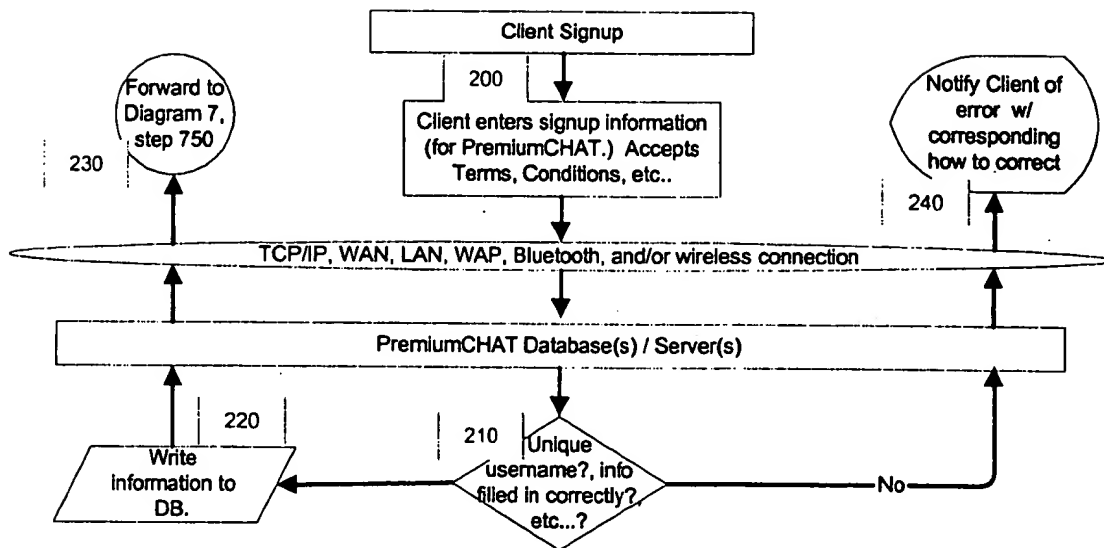 Client Signup
200
Client enters signup information
(for PremiumCHAT.) Accepts
Terms, Conditions, etc..
Forward to
Diagram 7,
step 750
230
Notify Client of
error w/
corresponding
how to correct
240
TCP/IP, WAN, LAN, WAP, Bluetooth, and/or wireless connection
PremiumCHAT Database(s) / Server(s)
220
Write
information to
DB.
210
Unique
username?, info
filled in correctly?,
etc...?
No